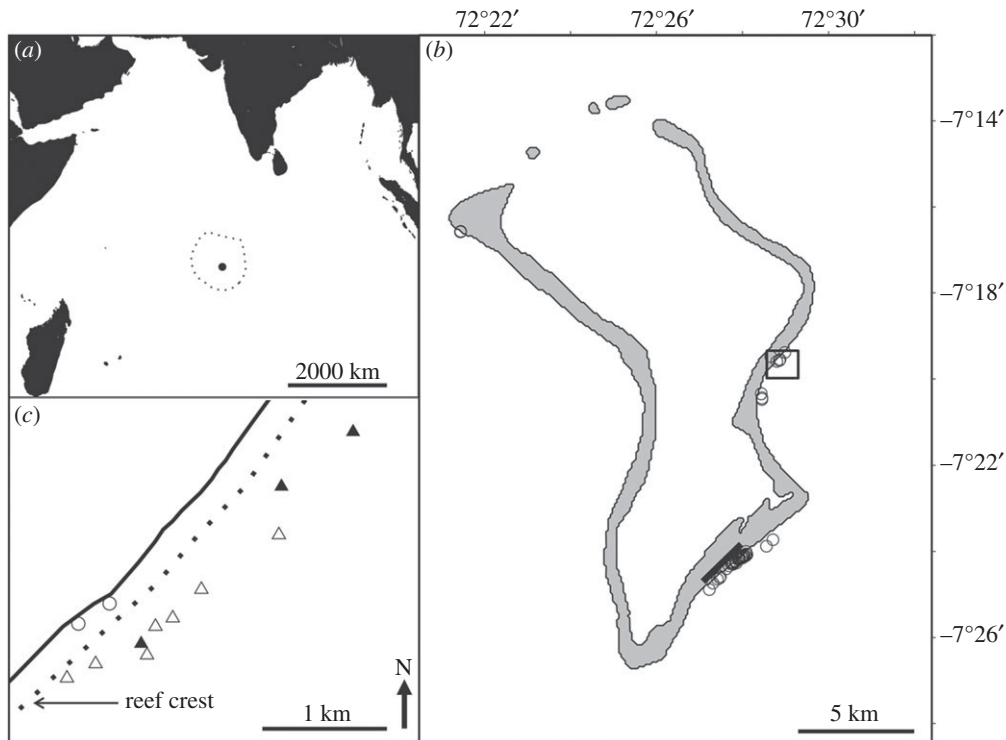 72°22′ 72°26′ 72°30′
(a)
(b)
–7°14′
–7°18′
2000 km
(c)
–7°22′
N
–7°26′
reef crest
1 km
5 km